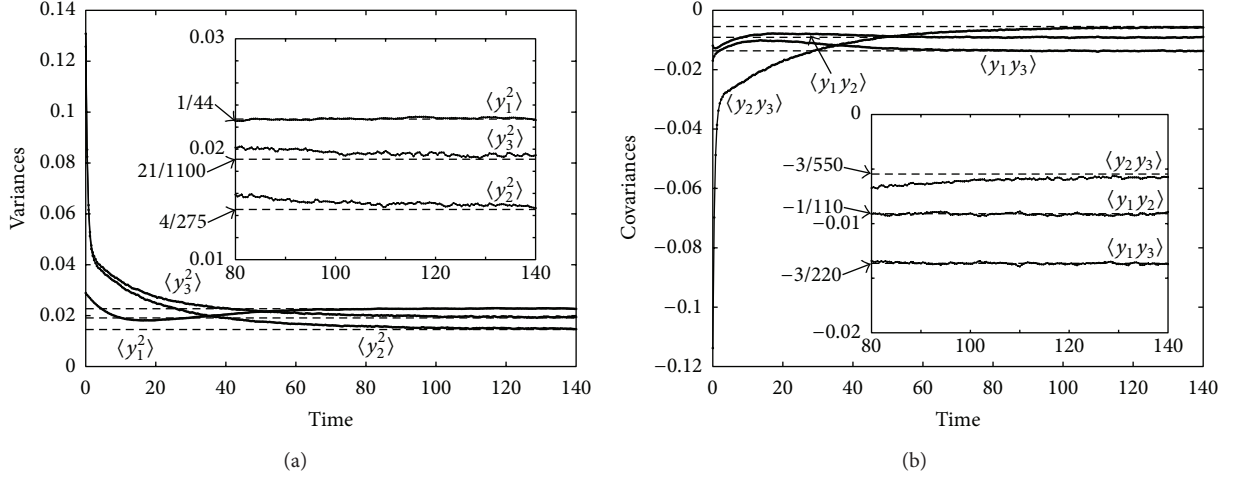 0.14
0.12
0.1
0.08
0.06
0.04
0.02
0
Variances
0 20 40 60 80 100 120 140
Time
⟨y₃²⟩
⟨y₁²⟩
⟨y₂²⟩
0.03
1/44
0.02
21/1100
4/275
0.01
80 100 120 140
⟨y₁²⟩
⟨y₃²⟩
⟨y₂²⟩
(a)
0
−0.02
−0.04
−0.06
−0.08
−0.1
−0.12
Covariances
0 20 40 60 80 100 120 140
Time
⟨y₁y₃⟩
⟨y₁y₂⟩
⟨y₂y₃⟩
0
−3/550
−1/110
−0.01
−3/220
−0.02
80 100 120 140
⟨y₂y₃⟩
⟨y₁y₂⟩
⟨y₁y₃⟩
(b)